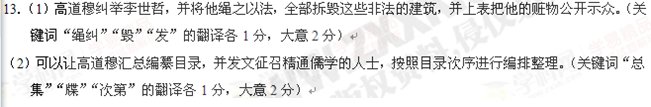 13.（1）高道穆纠举李世哲，并将他绳之以法，全部拆毁这些非法的建筑，并上表把他的赃物公开示众。（关
键词“绳纠”“毁”“发”的翻译各 1 分，大意 2 分）
（2）可以让高道穆汇总编纂目录，并发文征召精通儒学的人士，按照目录次序进行编排整理。（关键词“总
集”“牒”“次第”的翻译各 1 分，大意 2 分）